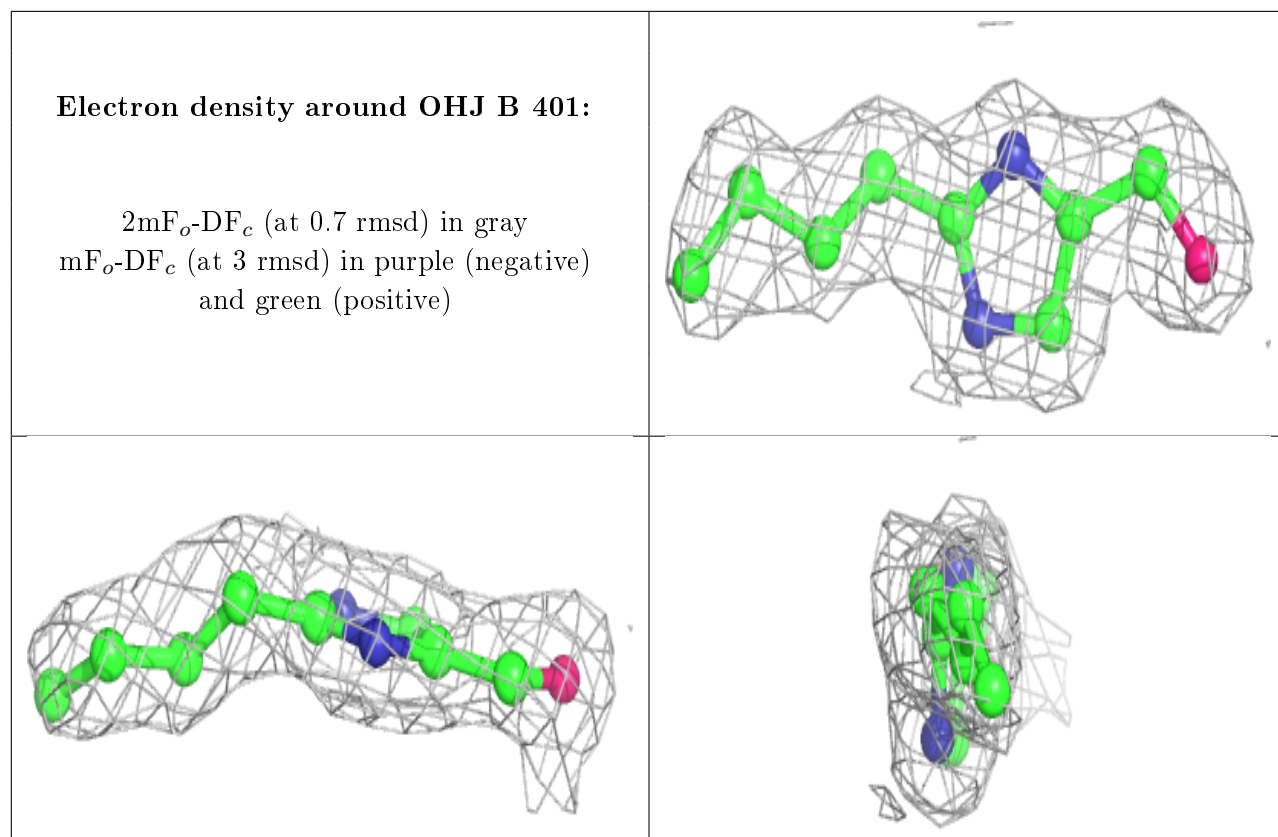 Electron density around OHJ B 401:
2mFo-DFc (at 0.7 rmsd) in gray
mFo-DFc (at 3 rmsd) in purple (negative)
and green (positive)